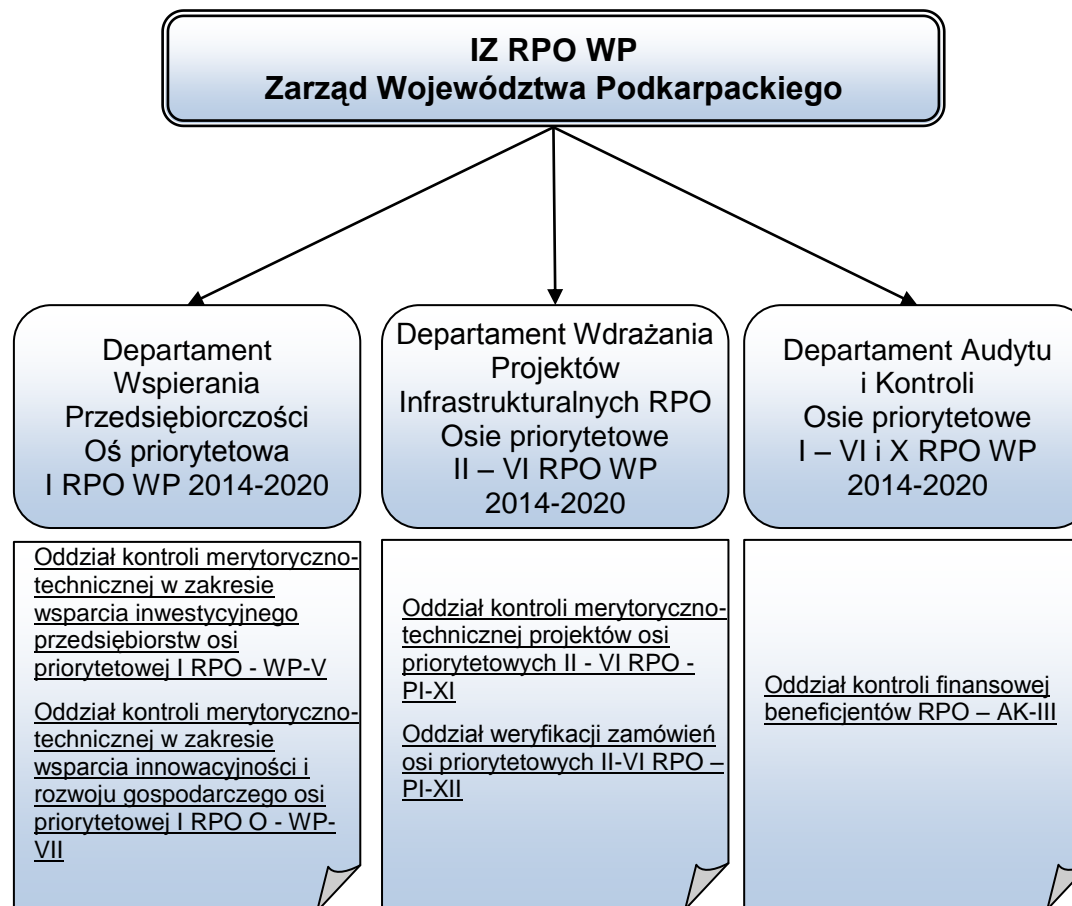 IZ RPO WP
Zarząd Województwa Podkarpackiego
Departament
Wspierania
Przedsiębiorczości
Oś priorytetowa
I RPO WP 2014-2020
Departament Wdrażania
Projektów
Infrastrukturalnych RPO
Osie priorytetowe
II – VI RPO WP
2014-2020
Departament Audytu
i Kontroli
Osie priorytetowe
I – VI i X RPO WP
2014-2020
Oddział kontroli merytoryczno-
technicznej w zakresie
wsparcia inwestycyjnego
przedsiębiorstw osi
priorytetowej I RPO - WP-V
Oddział kontroli merytoryczno-
technicznej w zakresie
wsparcia innowacyjności i
rozwoju gospodarczego osi
priorytetowej I RPO O - WP-
VII
Oddział kontroli merytoryczno-
technicznej projektów osi
priorytetowych II - VI RPO -
PI-XI
Oddział weryfikacji zamówień
osi priorytetowych II-VI RPO –
PI-XII
Oddział kontroli finansowej
beneficjentów RPO – AK-III